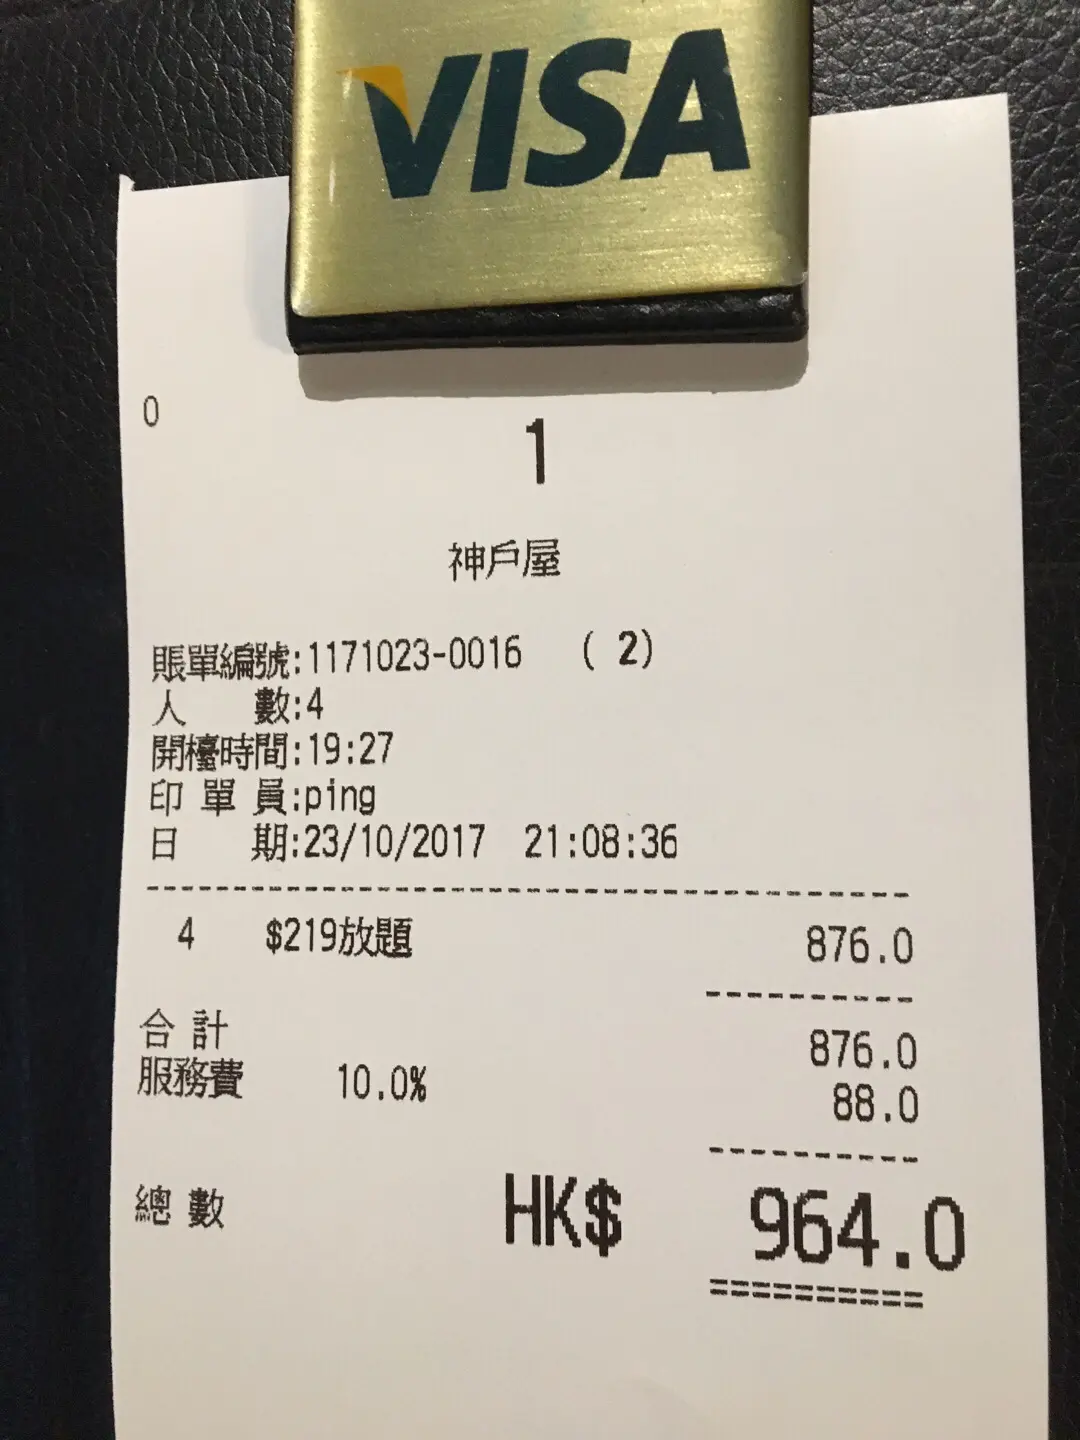 VISA
0
1
神戶屋
賬單編號:1171023-0016 ( 2)
人 數:4
開檯時間:19:27
印 單 員:ping
日 期:23/10/2017 21:08:36
4 $219放題 876.0
合 計 876.0
服務費 10.0% 88.0
總 數 HK$ 964.0